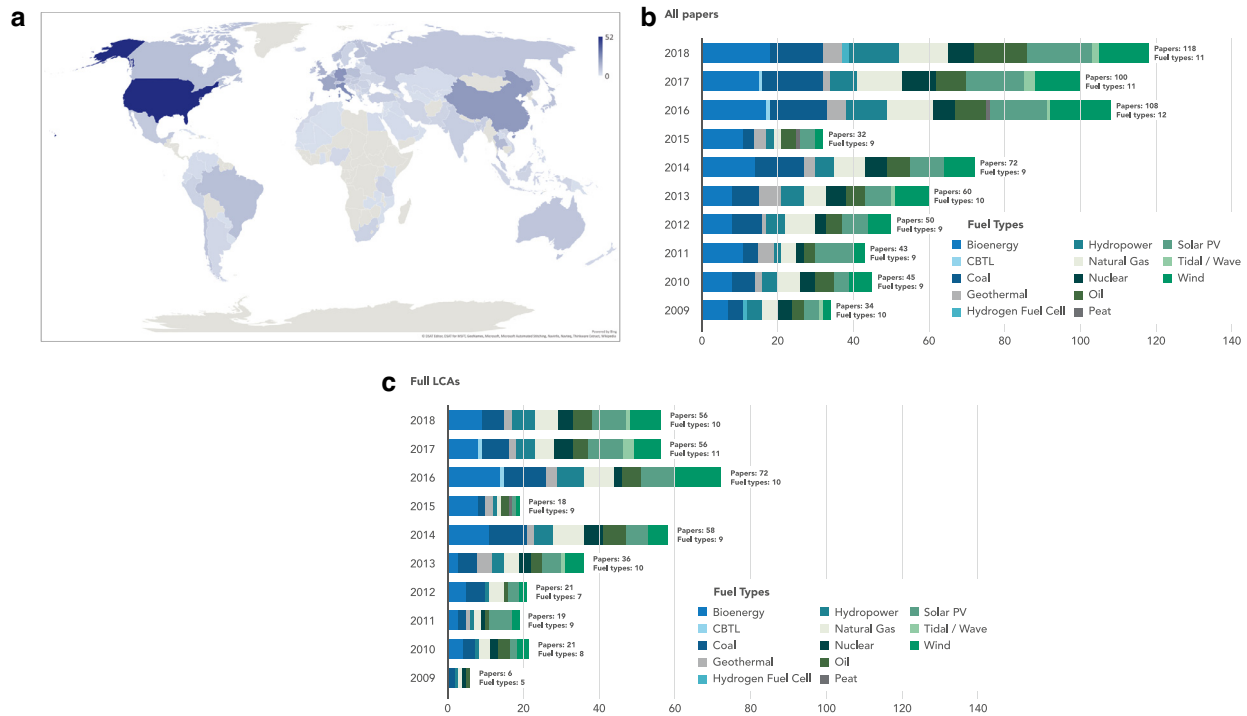 a
52
0
Powered by Bing
b All papers
2018
Papers: 118
Fuel types: 11
2017
Papers: 100
Fuel types: 11
2016
Papers: 108
Fuel types: 12
2015
Papers: 32
Fuel types: 9
2014
Papers: 72
Fuel types: 9
2013
Papers: 60
Fuel types: 10
2012
Papers: 50
Fuel types: 9
2011
Papers: 43
Fuel types: 9
2010
Papers: 45
Fuel types: 9
2009
Papers: 34
Fuel types: 10
Fuel Types
Bioenergy Hydropower Solar PV
CBTL Natural Gas Tidal / Wave
Coal Nuclear Wind
Geothermal Oil
Hydrogen Fuel Cell Peat
0 20 40 60 80 100 120 140
c Full LCAs
2018
Papers: 56
Fuel types: 10
2017
Papers: 56
Fuel types: 11
2016
Papers: 72
Fuel types: 10
2015
Papers: 18
Fuel types: 9
2014
Papers: 58
Fuel types: 9
2013
Papers: 36
Fuel types: 10
2012
Papers: 21
Fuel types: 7
2011
Papers: 19
Fuel types: 9
2010
Papers: 21
Fuel types: 8
2009
Papers: 6
Fuel types: 5
Fuel Types
Bioenergy Hydropower Solar PV
CBTL Natural Gas Tidal / Wave
Coal Nuclear Wind
Geothermal Oil
Hydrogen Fuel Cell Peat
0 20 40 60 80 100 120 140